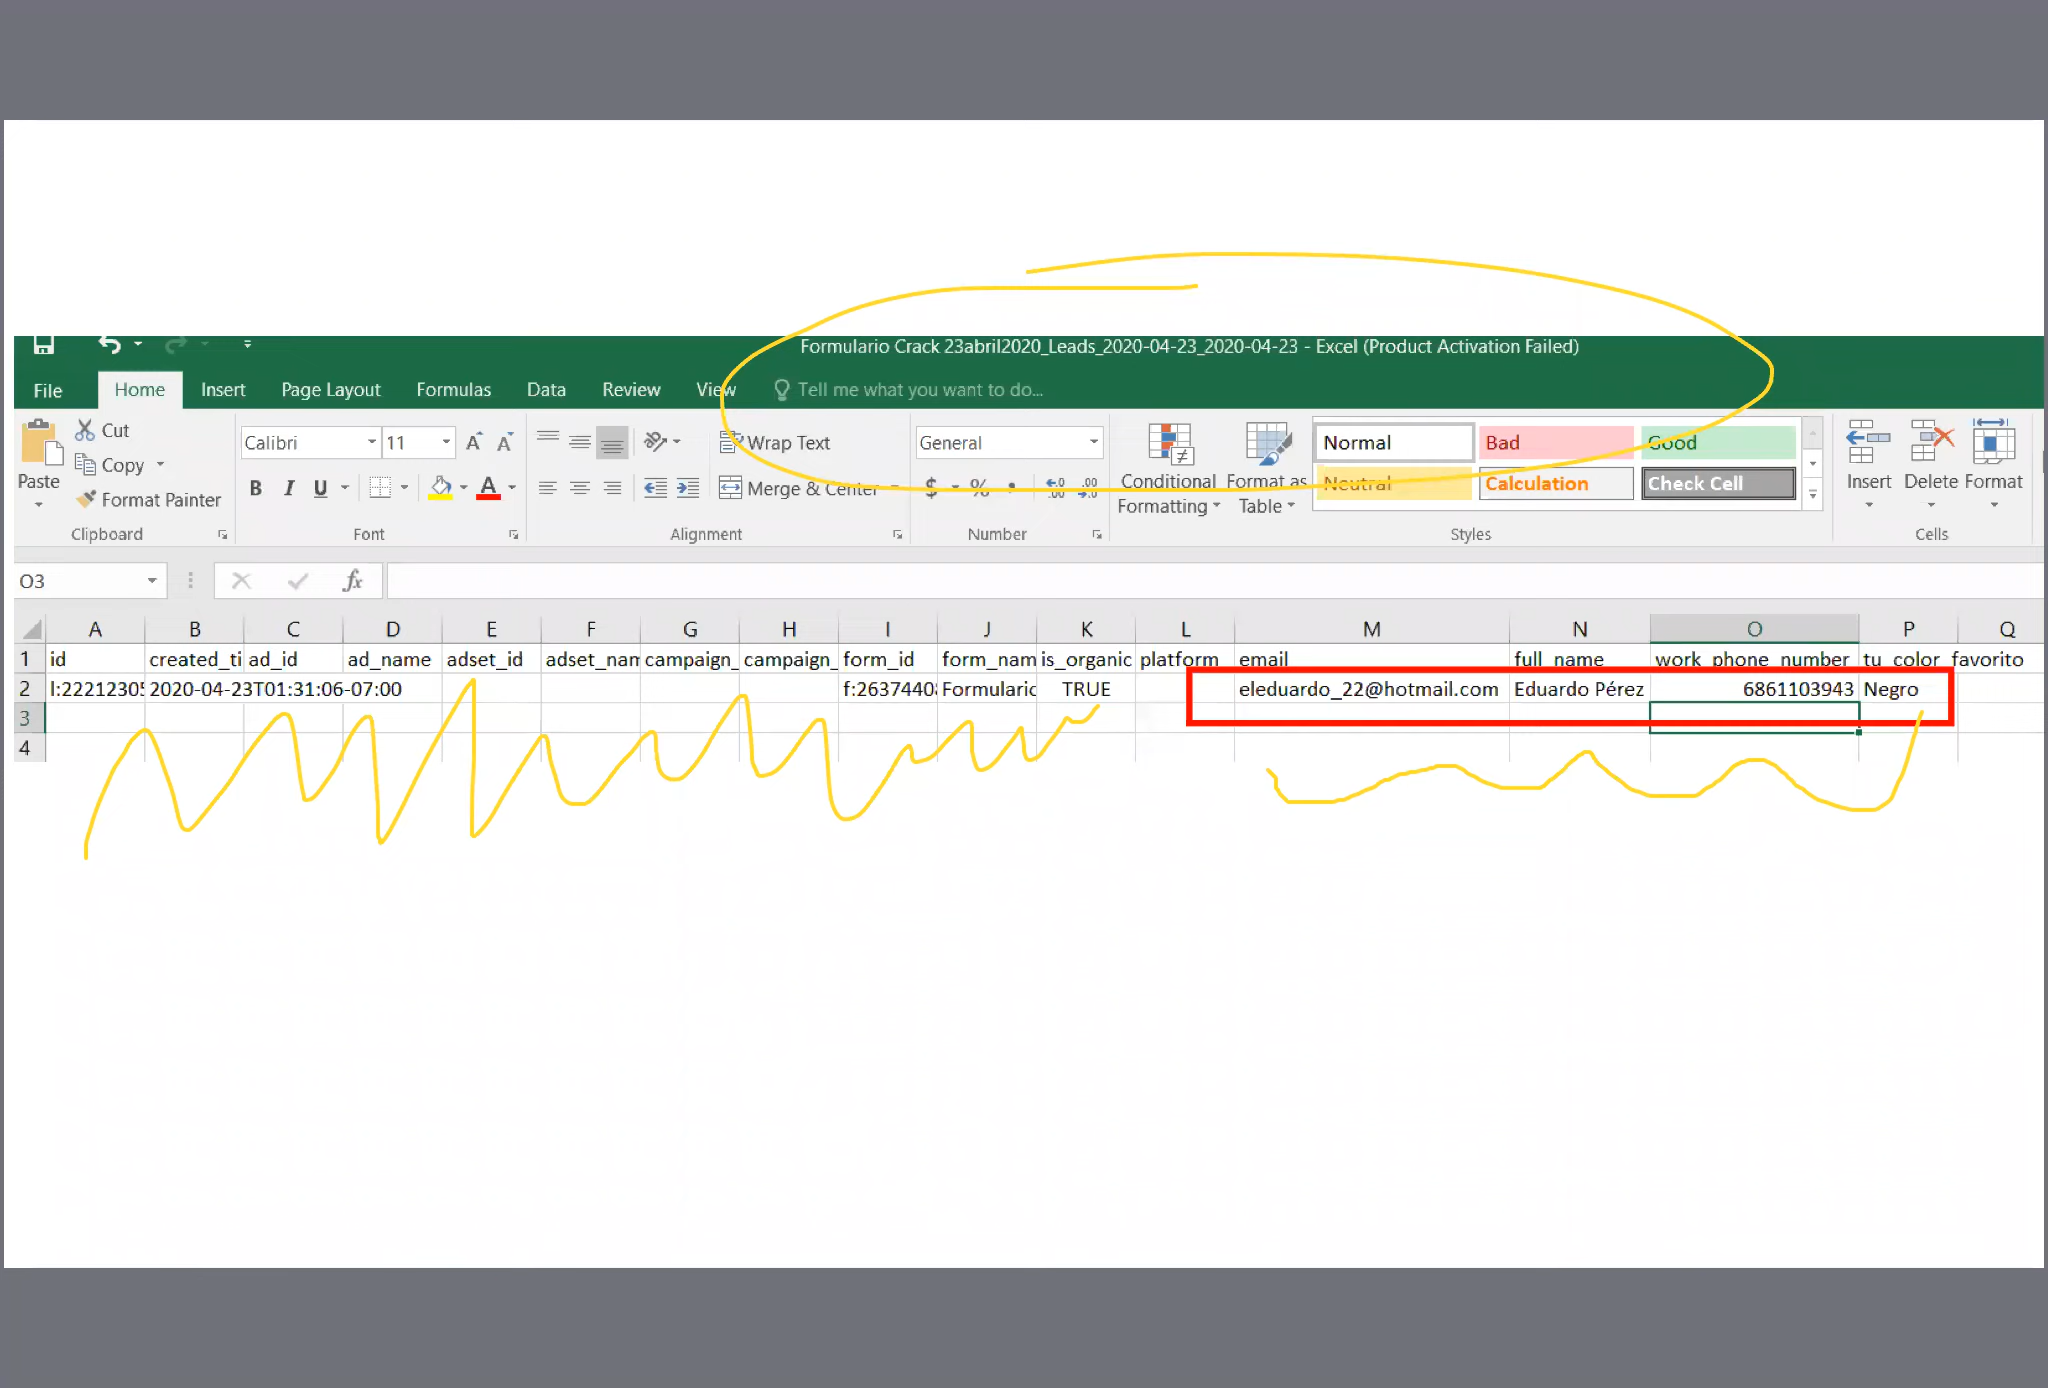 Formulario Crack 23abril2020_Leads_2020-04-23_2020-04-23 - Excel (Product Activation Failed)
File Home Insert Page Layout Formulas Data Review View Tell me what you want to do...
Paste Cut Copy Format Painter
Clipboard
Calibri 11
B I U A
Font
Wrap Text
Merge & Center
Alignment
General
$ % ,
Number
Conditional Formatting
Format as Table
Normal Bad Good
Neutral Calculation Check Cell
Styles
Insert Delete Format
Cells
O3 fx
A B C D E F G H I J K L M N O P Q
1 id created_ti ad_id ad_name adset_id adset_nam campaign_ campaign_ form_id form_nam is_organic platform email full_name work_phone_number tu_color_favorito
2 l:22212305 2020-04-23T01:31:06-07:00 f:26374408 Formulario TRUE eleduardo_22@hotmail.com Eduardo Pérez 6861103943 Negro
3
4